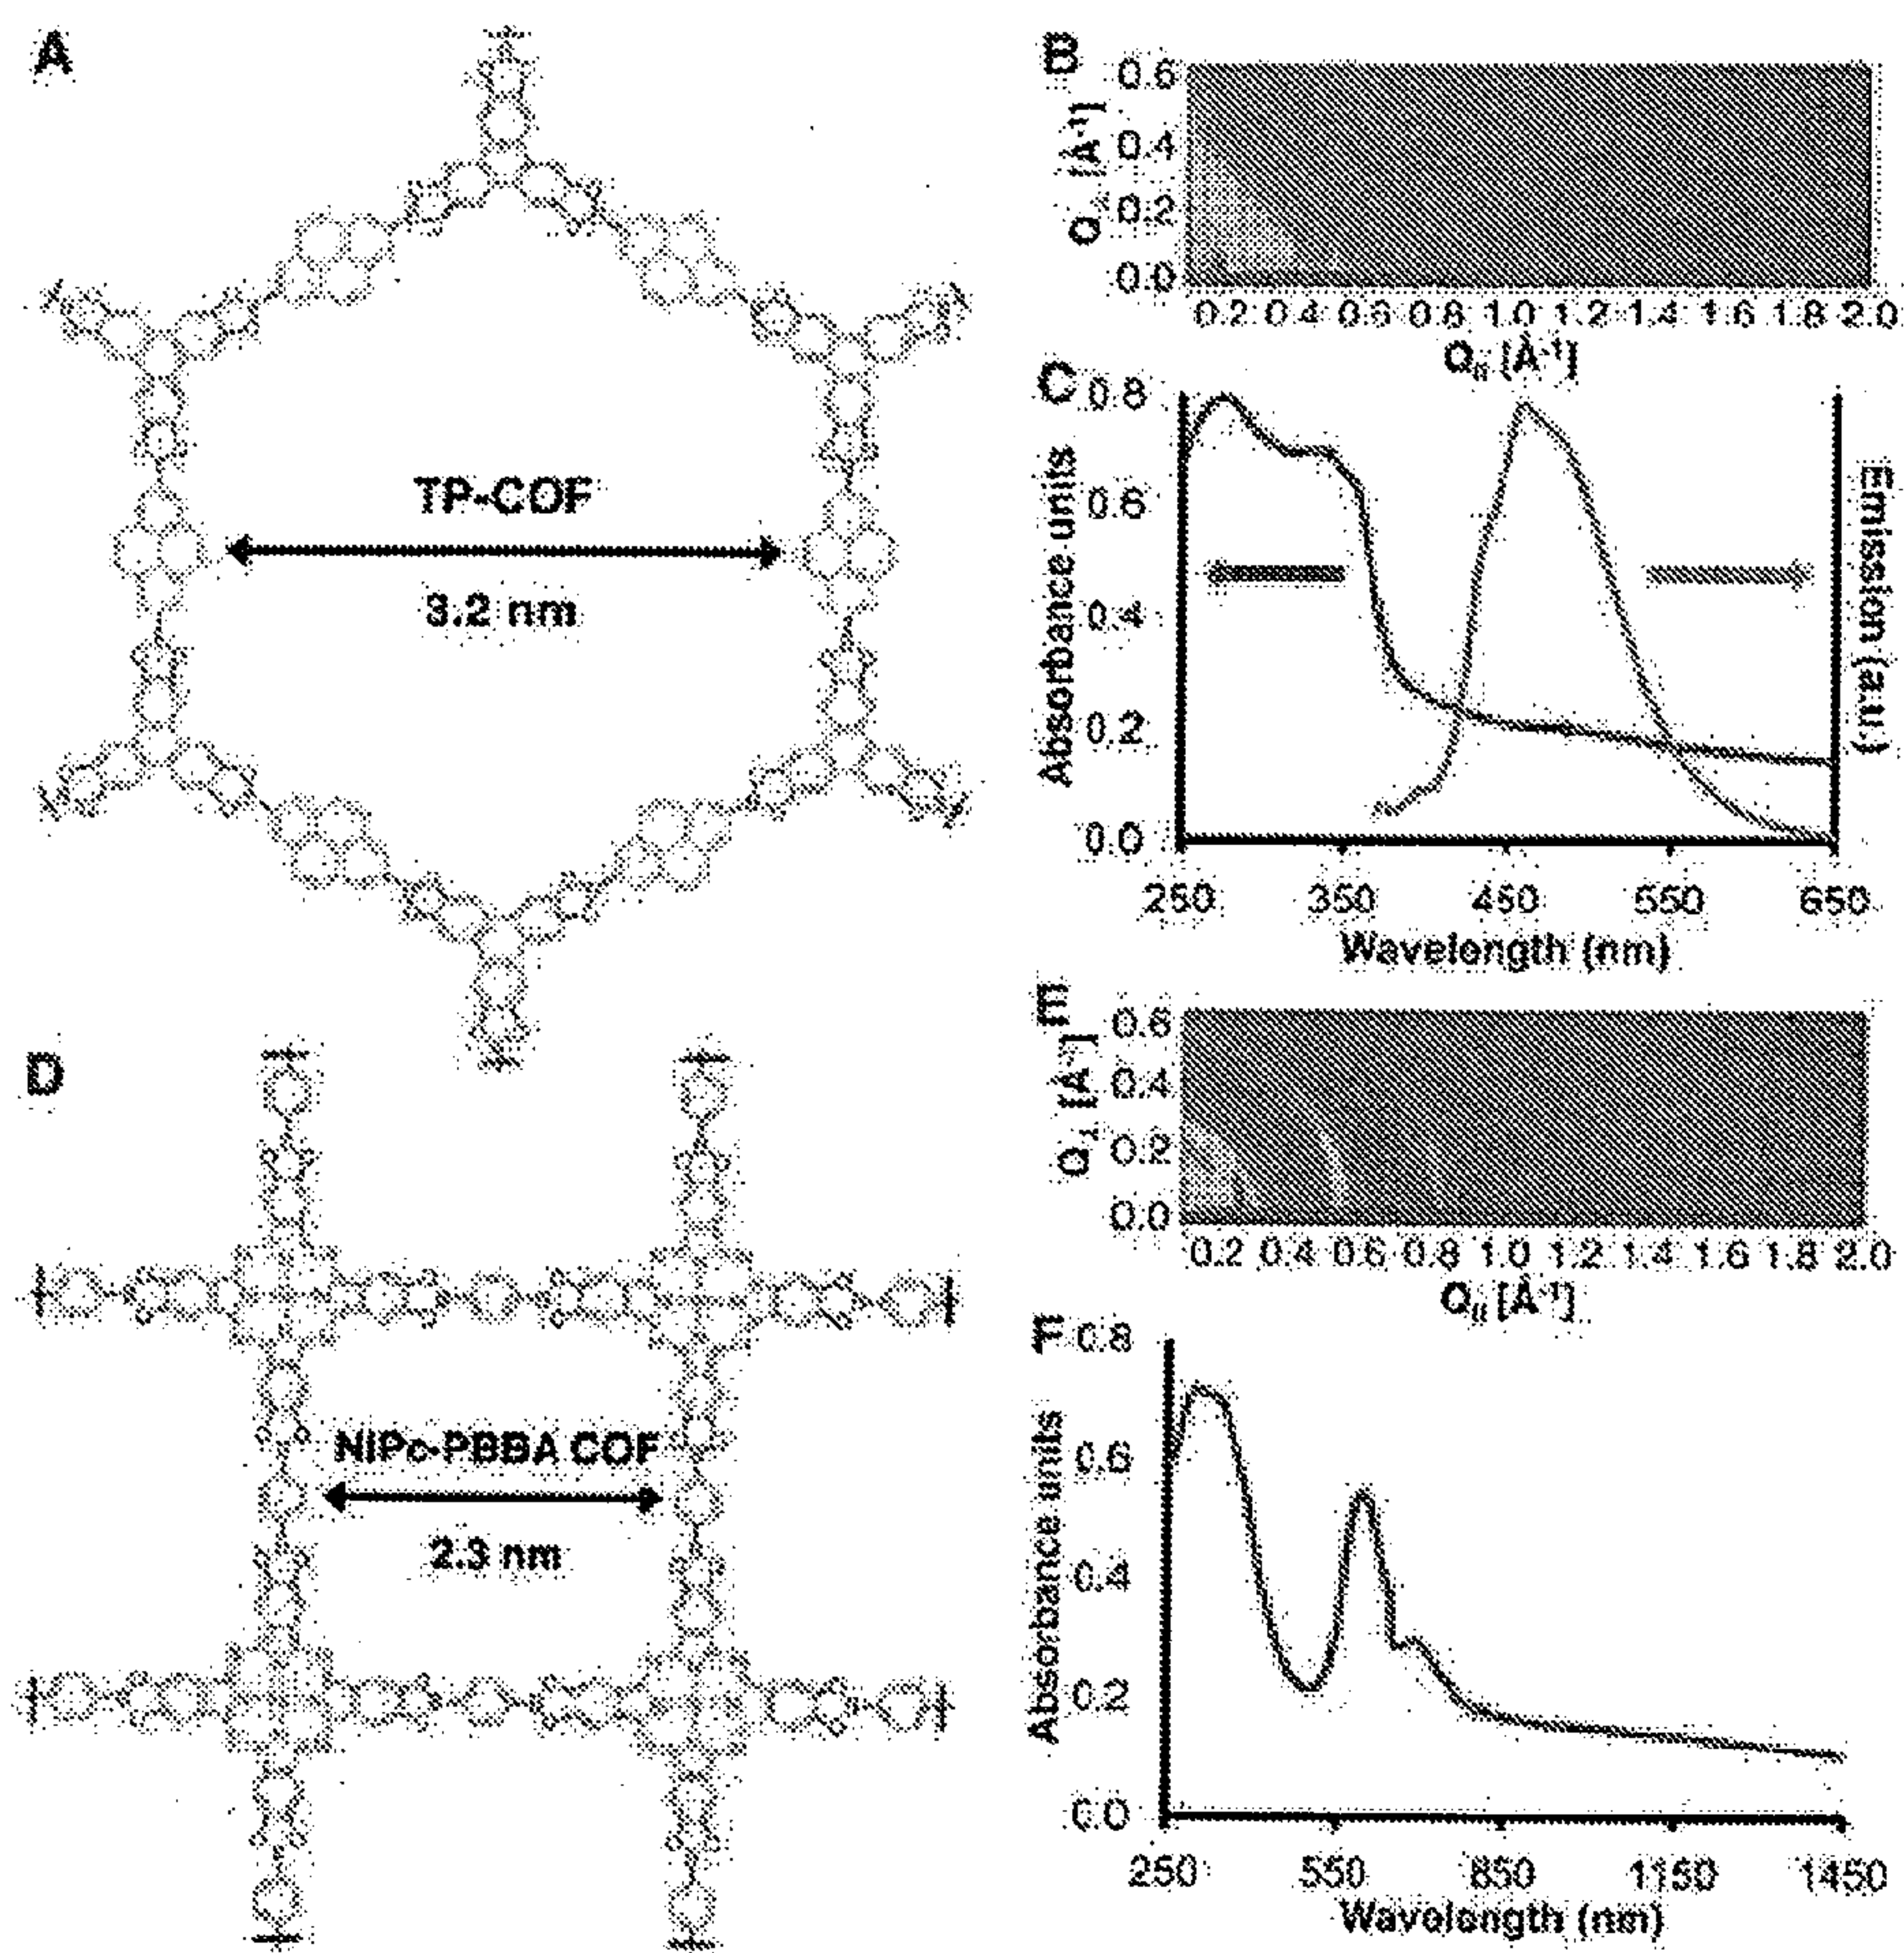 A
TP-COF
3.2 nm
B
Q⊥ [Å⁻¹]
0.6
0.4
0.2
0.0
0.2 0.4 0.6 0.8 1.0 1.2 1.4 1.6 1.8 2.0
Q|| [Å⁻¹]
C
Absorbance units
0.8
0.6
0.4
0.2
0.0
Emission (a.u.)
250 350 450 550 650
Wavelength (nm)
D
NiPc-PBBA COF
2.3 nm
E
Q⊥ [Å⁻¹]
0.6
0.4
0.2
0.0
0.2 0.4 0.6 0.8 1.0 1.2 1.4 1.6 1.8 2.0
Q|| [Å⁻¹]
F
Absorbance units
0.8
0.6
0.4
0.2
0.0
250 550 850 1150 1450
Wavelength (nm)